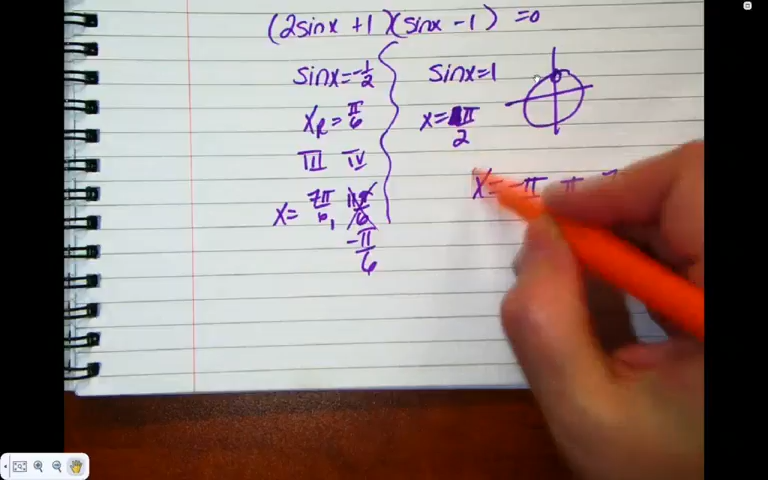 (2sinx +1)(sinx -1) =0
sinx=-1/2
sinx=1
x_R = π/6
x= π/2
III IV
x= 7π/6, 11π/6
-π/6
x= -π π 7